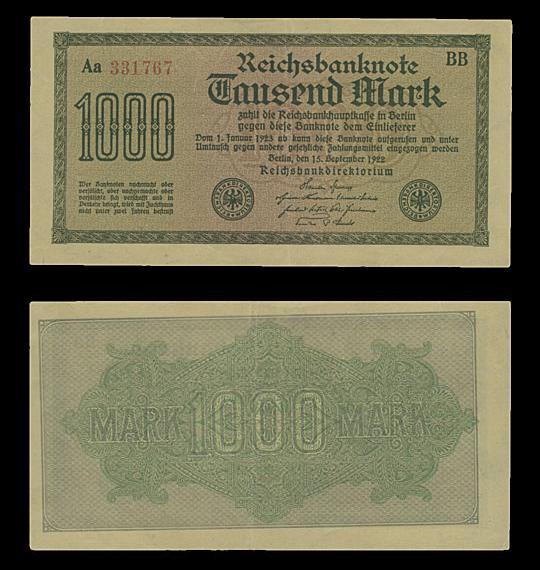 Aa 331767
Reichsbanknote
BB
1000
Tausend Mark
zahlt die Reichsbankhauptkasse in Berlin
gegen diese Banknote dem Einlieferer
Vom 1. Januar 1923 ab kann diese Banknote aufgerufen und unter
Umtausch gegen andere gesetzliche Zahlungsmittel eingezogen werden
Berlin, den 15. September 1922
Reichsbankdirektorium
Wer Banknoten nachmacht oder
verfälscht, oder nachgemachte oder
verfälschte sich verschafft und in
Verkehr bringt, wird mit Zuchthaus
nicht unter zwei Jahren bestraft
MARK 1000 MARK